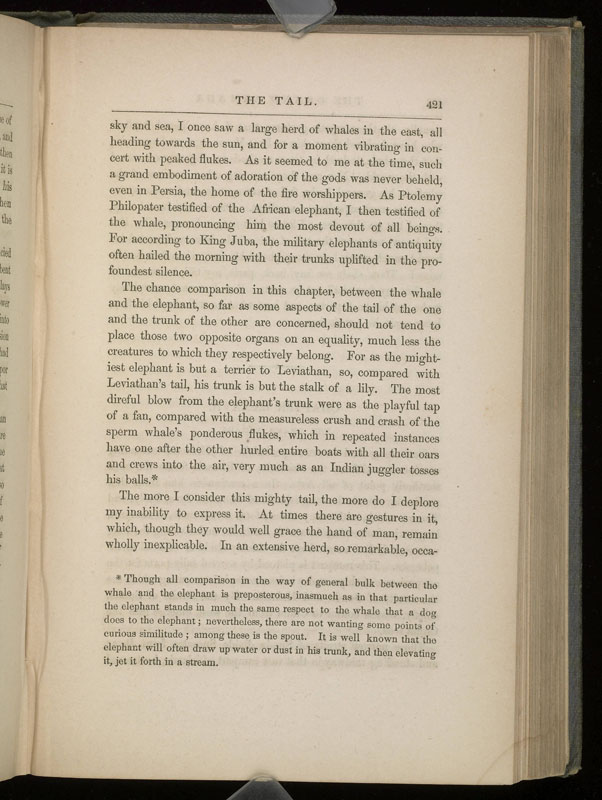 THE TAIL. 421
sky and sea, I once saw a large herd of whales in the east, all
heading towards the sun, and for a moment vibrating in con-
cert with peaked flukes. As it seemed to me at the time, such
a grand embodiment of adoration of the gods was never beheld,
even in Persia, the home of the fire worshippers. As Ptolemy
Philopater testified of the African elephant, I then testified of
the whale, pronouncing him the most devout of all beings.
For according to King Juba, the military elephants of antiquity
often hailed the morning with their trunks uplifted in the pro-
foundest silence.
The chance comparison in this chapter, between the whale
and the elephant, so far as some aspects of the tail of the one
and the trunk of the other are concerned, should not tend to
place those two opposite organs on an equality, much less the
creatures to which they respectively belong. For as the might-
iest elephant is but a terrier to Leviathan, so, compared with
Leviathan's tail, his trunk is but the stalk of a lily. The most
direful blow from the elephant's trunk were as the playful tap
of a fan, compared with the measureless crush and crash of the
sperm whale's ponderous flukes, which in repeated instances
have one after the other hurled entire boats with all their oars
and crews into the air, very much as an Indian juggler tosses
his balls.*
The more I consider this mighty tail, the more do I deplore
my inability to express it. At times there are gestures in it,
which, though they would well grace the hand of man, remain
wholly inexplicable. In an extensive herd, so remarkable, occa-
* Though all comparison in the way of general bulk between the
whale and the elephant is preposterous, inasmuch as in that particular
the elephant stands in much the same respect to the whale that a dog
does to the elephant; nevertheless, there are not wanting some points of
curious similitude; among these is the spout. It is well known that the
elephant will often draw up water or dust in his trunk, and then elevating
it, jet it forth in a stream.